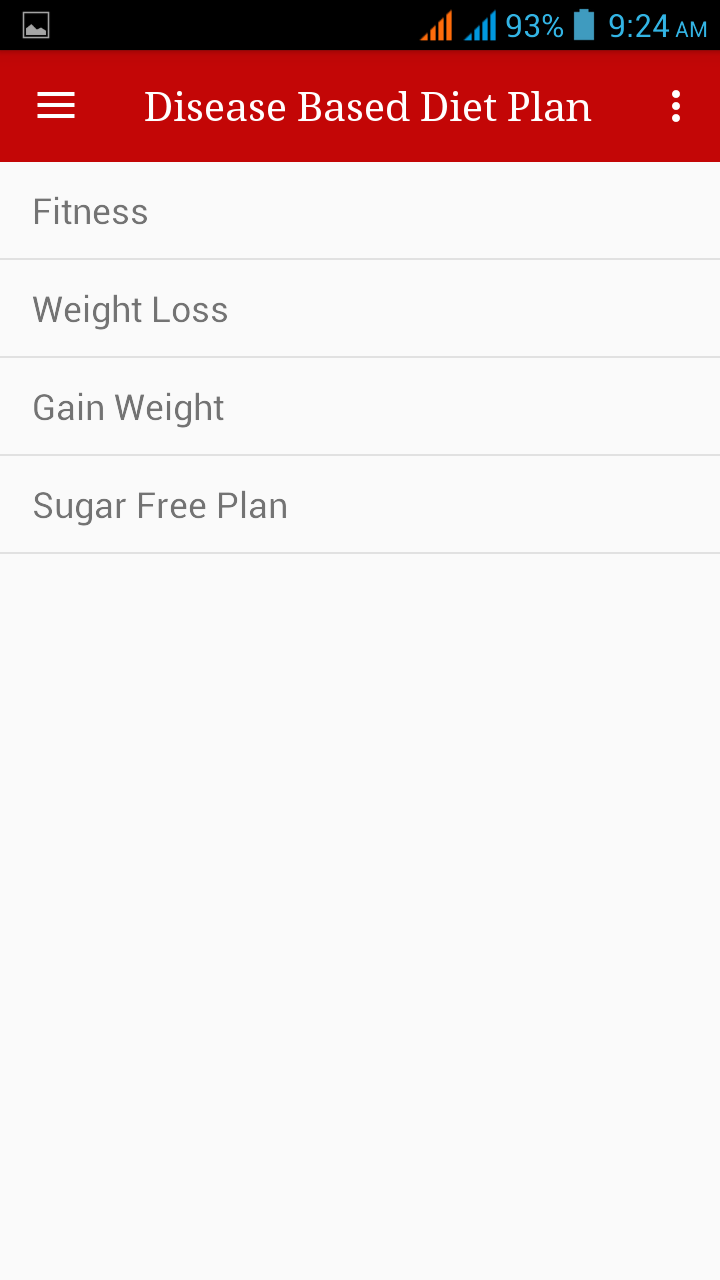 93% 9:24 AM
Disease Based Diet Plan
Fitness
Weight Loss
Gain Weight
Sugar Free Plan